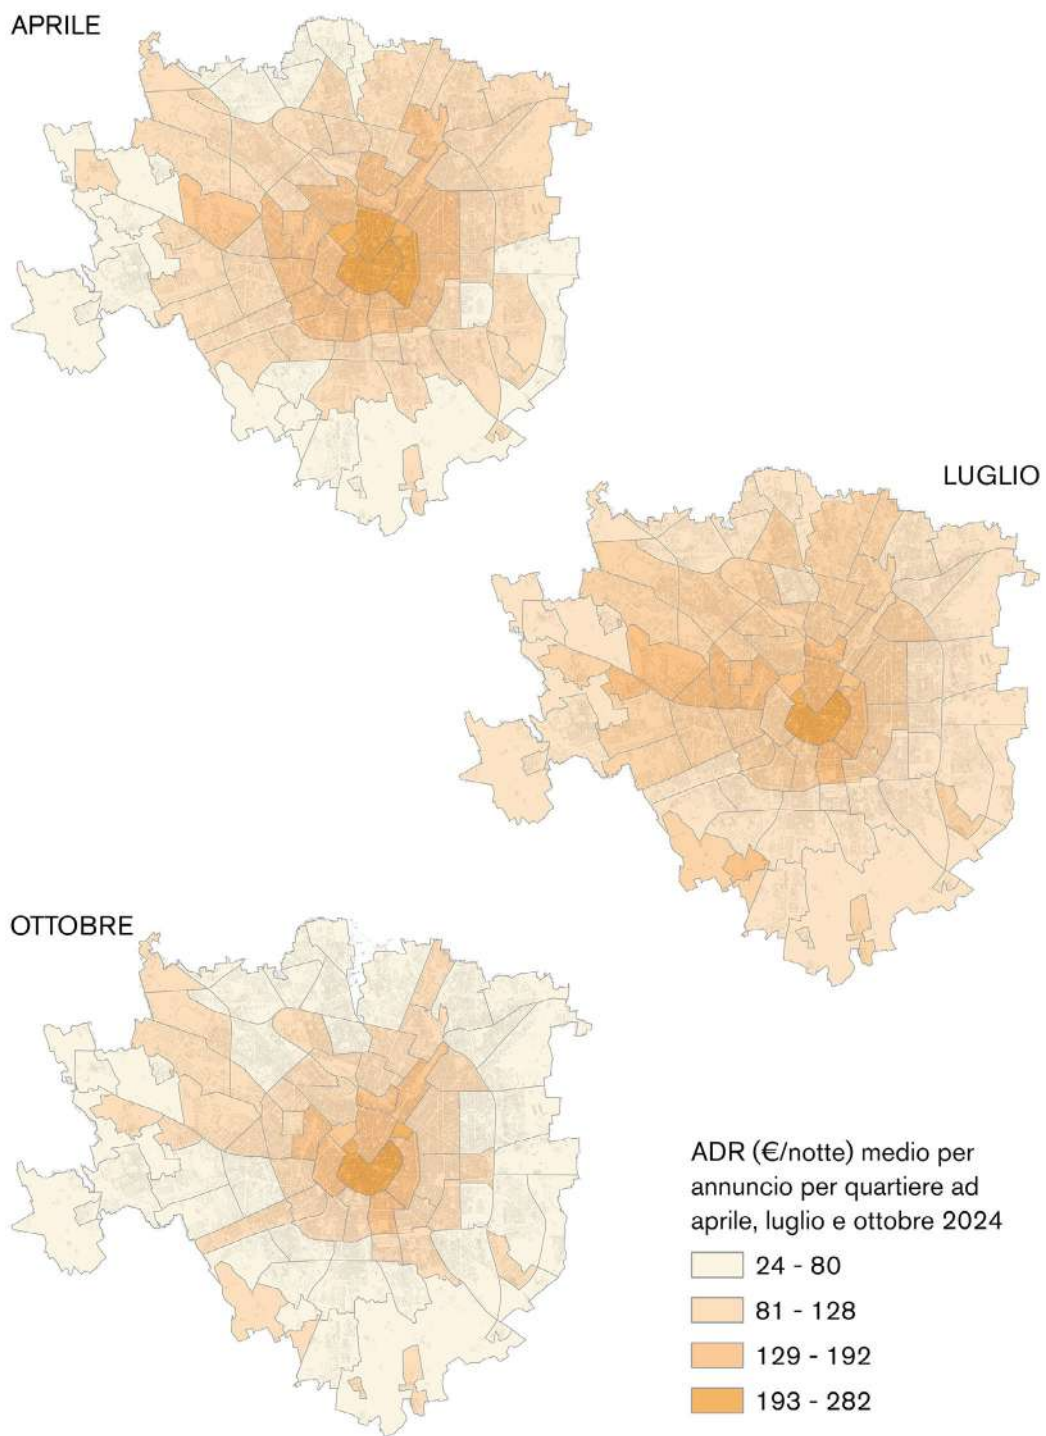 APRILE
LUGLIO
OTTOBRE
ADR (€/notte) medio per
annuncio per quartiere ad
aprile, luglio e ottobre 2024
24 - 80
81 - 128
129 - 192
193 - 282